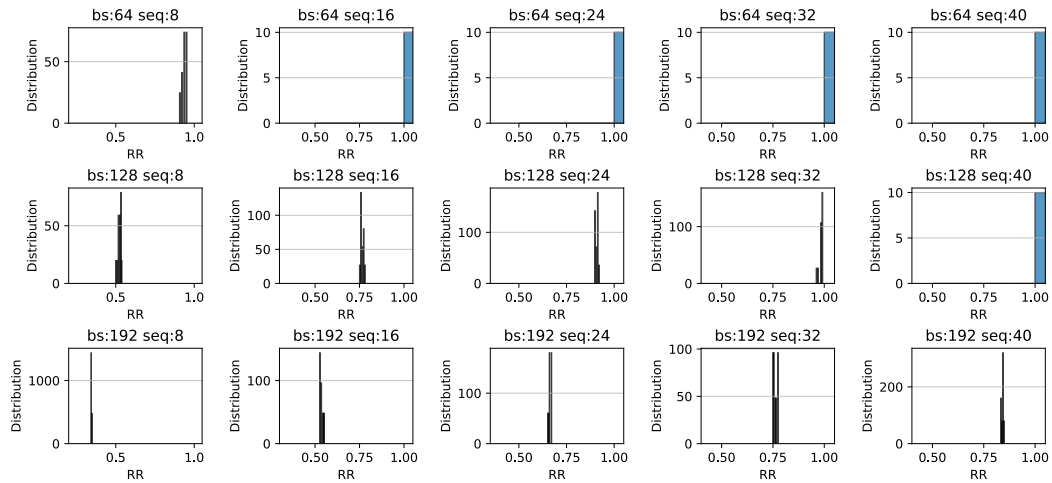 bs:64 seq:8 bs:64 seq:16 bs:64 seq:24 bs:64 seq:32 bs:64 seq:40
Distribution Distribution Distribution Distribution Distribution
50 10 10 10 10
5 5 5 5
0 0 0 0 0
0.5 1.0 0.50 0.75 1.00 0.50 0.75 1.00 0.50 0.75 1.00 0.50 0.75 1.00
RR RR RR RR RR
bs:128 seq:8 bs:128 seq:16 bs:128 seq:24 bs:128 seq:32 bs:128 seq:40
Distribution Distribution Distribution Distribution Distribution
50 100 100 100 10
50 5
0 0 0 0 0
0.5 1.0 0.50 0.75 1.00 0.50 0.75 1.00 0.50 0.75 1.00 0.50 0.75 1.00
RR RR RR RR RR
bs:192 seq:8 bs:192 seq:16 bs:192 seq:24 bs:192 seq:32 bs:192 seq:40
Distribution Distribution Distribution Distribution Distribution
1000 100 100 100 200
50
0 0 0 0 0
0.5 1.0 0.5 1.0 0.50 0.75 1.00 0.50 0.75 1.00 0.50 0.75 1.00
RR RR RR RR RR